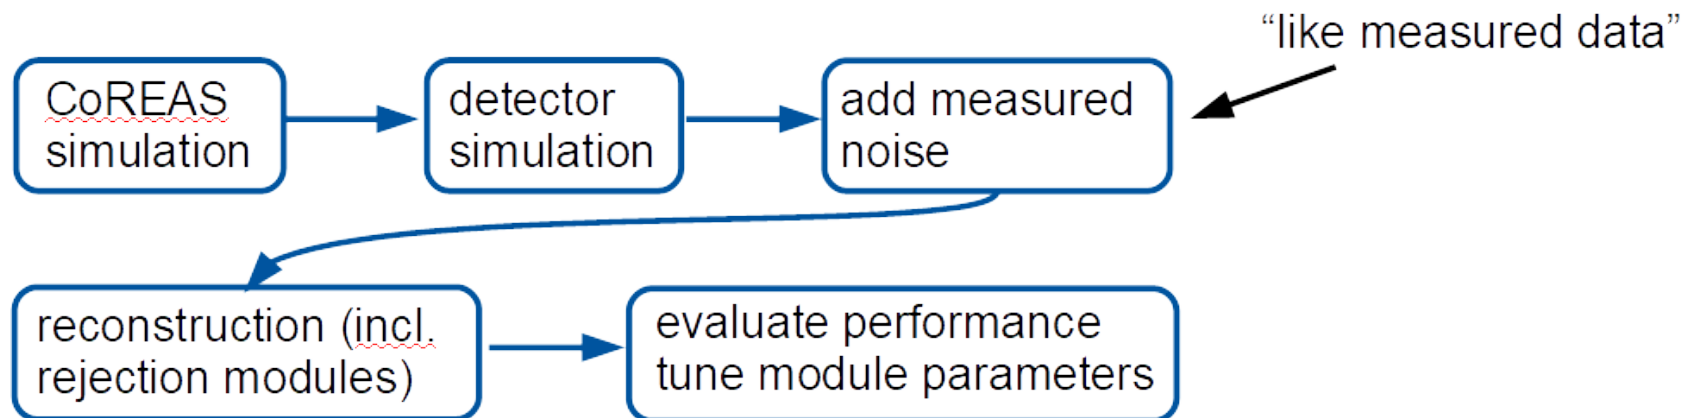 “like measured data”
CoREAS
simulation
detector
simulation
add measured
noise
reconstruction (incl.
rejection modules)
evaluate performance
tune module parameters